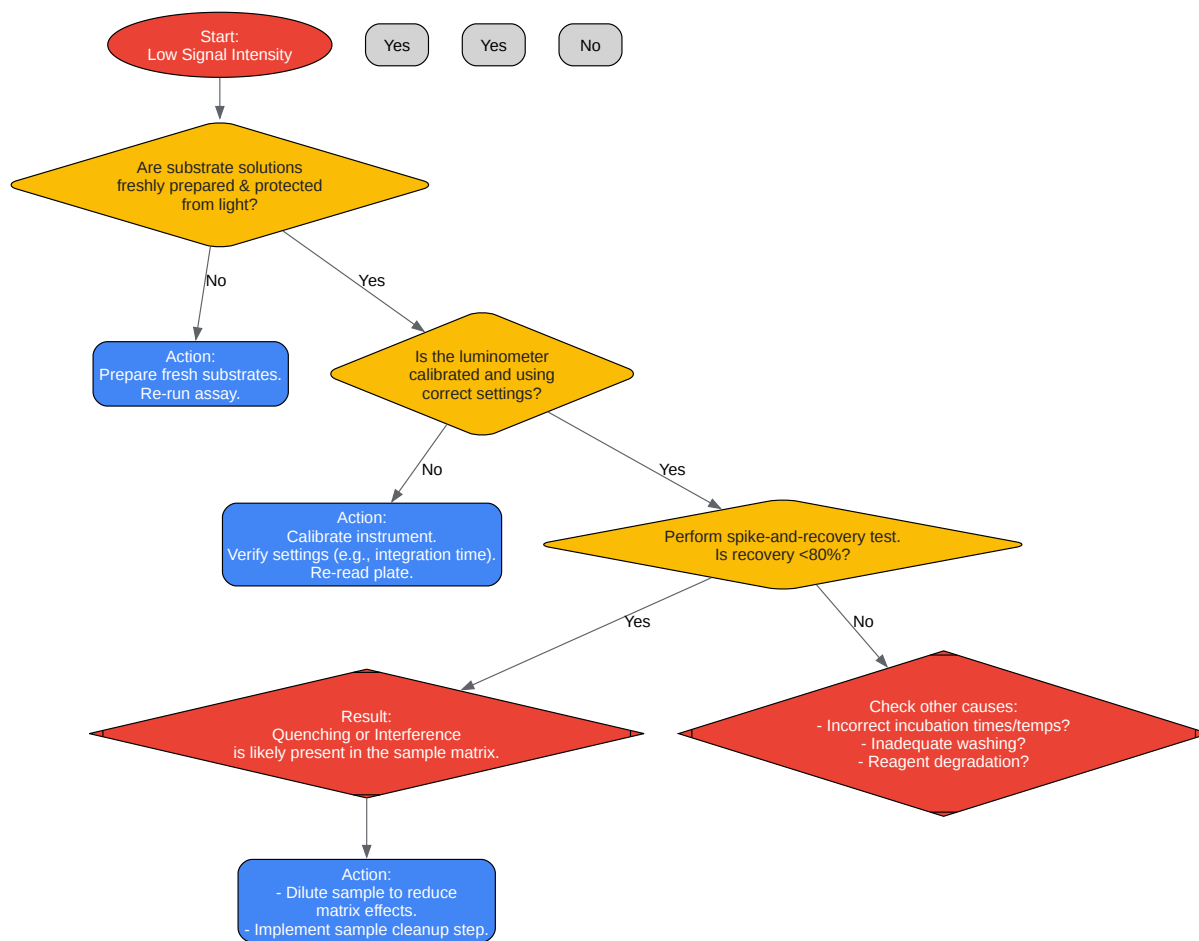 Start:
Low Signal Intensity
Yes
Yes
No
Are substrate solutions
freshly prepared & protected
from light?
No
Yes
Action:
Prepare fresh substrates.
Re-run assay.
Is the luminometer
calibrated and using
correct settings?
No
Yes
Action:
Calibrate instrument.
Verify settings (e.g., integration time).
Re-read plate.
Perform spike-and-recovery test.
Is recovery <80%?
Yes
No
Result:
Quenching or Interference
is likely present in the sample matrix.
Check other causes:
- Incorrect incubation times/temps?
- Inadequate washing?
- Reagent degradation?
Action:
- Dilute sample to reduce
matrix effects.
- Implement sample cleanup step.